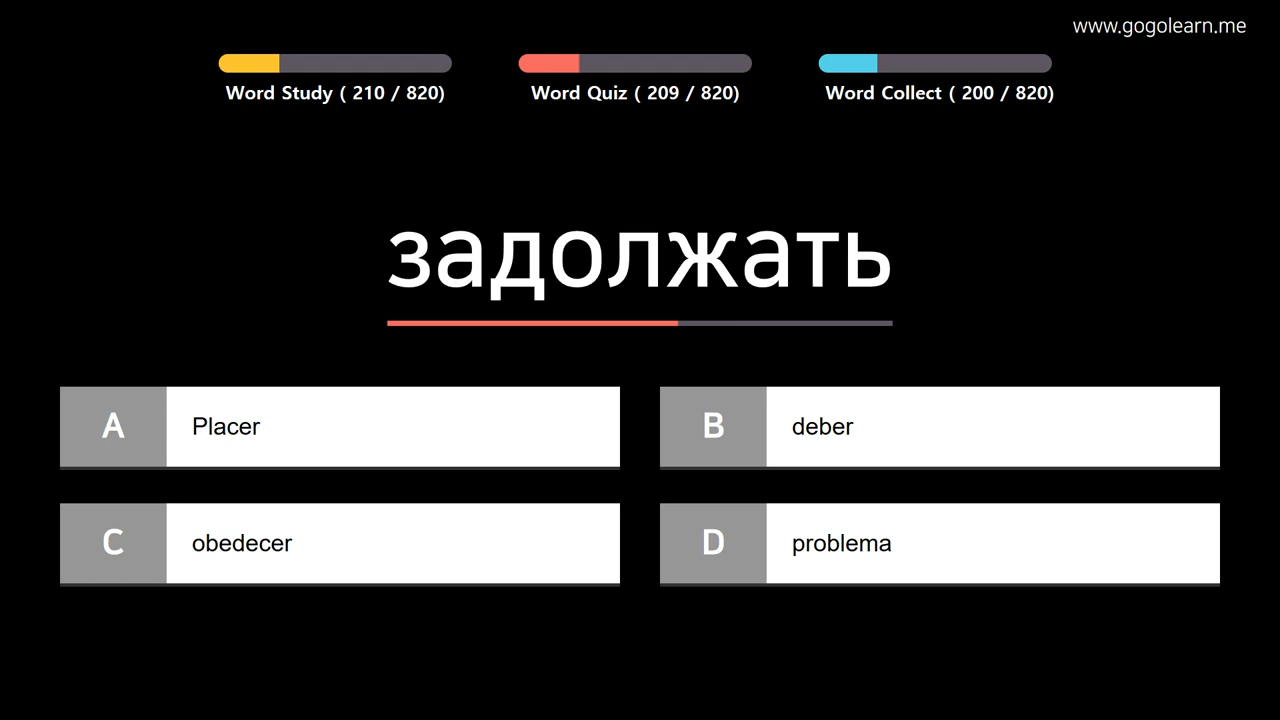 www.gogolearn.me
Word Study ( 210 / 820)
Word Quiz ( 209 / 820)
Word Collect ( 200 / 820)
задолжать
A Placer
B deber
C obedecer
D problema